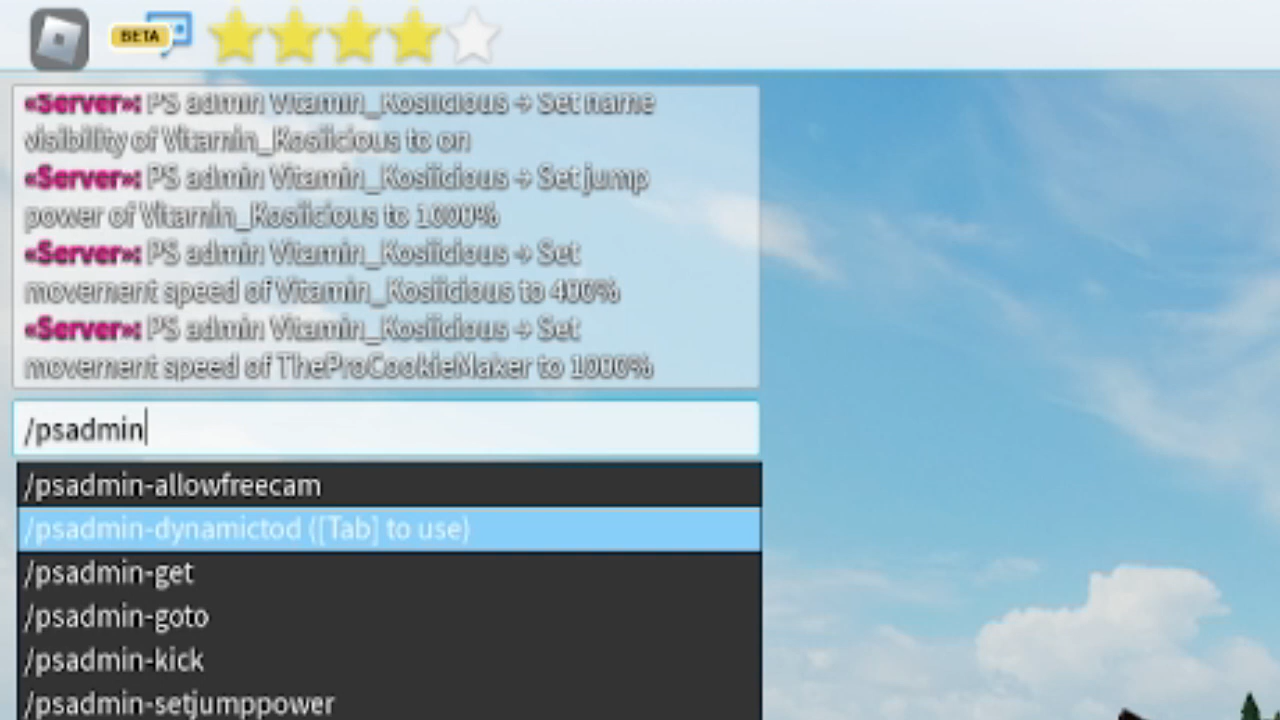 BETA
«Server»: PS admin Vitamin_Kosiicious → Set name
visibility of Vitamin_Kosiicious to on
«Server»: PS admin Vitamin_Kosiicious → Set jump
power of Vitamin_Kosiicious to 1000%
«Server»: PS admin Vitamin_Kosiicious → Set
movement speed of Vitamin_Kosiicious to 400%
«Server»: PS admin Vitamin_Kosiicious → Set
movement speed of TheProCookieMaker to 1000%
/psadmin
/psadmin-allowfreecam
/psadmin-dynamictod ([Tab] to use)
/psadmin-get
/psadmin-goto
/psadmin-kick
/psadmin-setjumppower